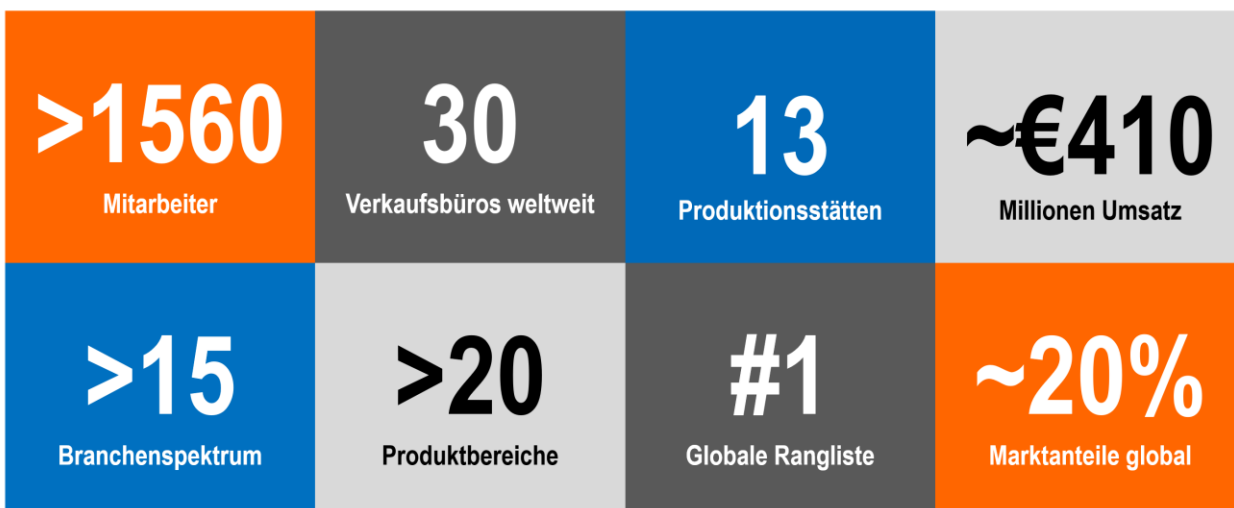 >1560
Mitarbeiter
30
Verkaufsbüros weltweit
13
Produktionsstätten
~€410
Millionen Umsatz
>15
Branchenspektrum
>20
Produktbereiche
#1
Globale Rangliste
~20%
Marktanteile global